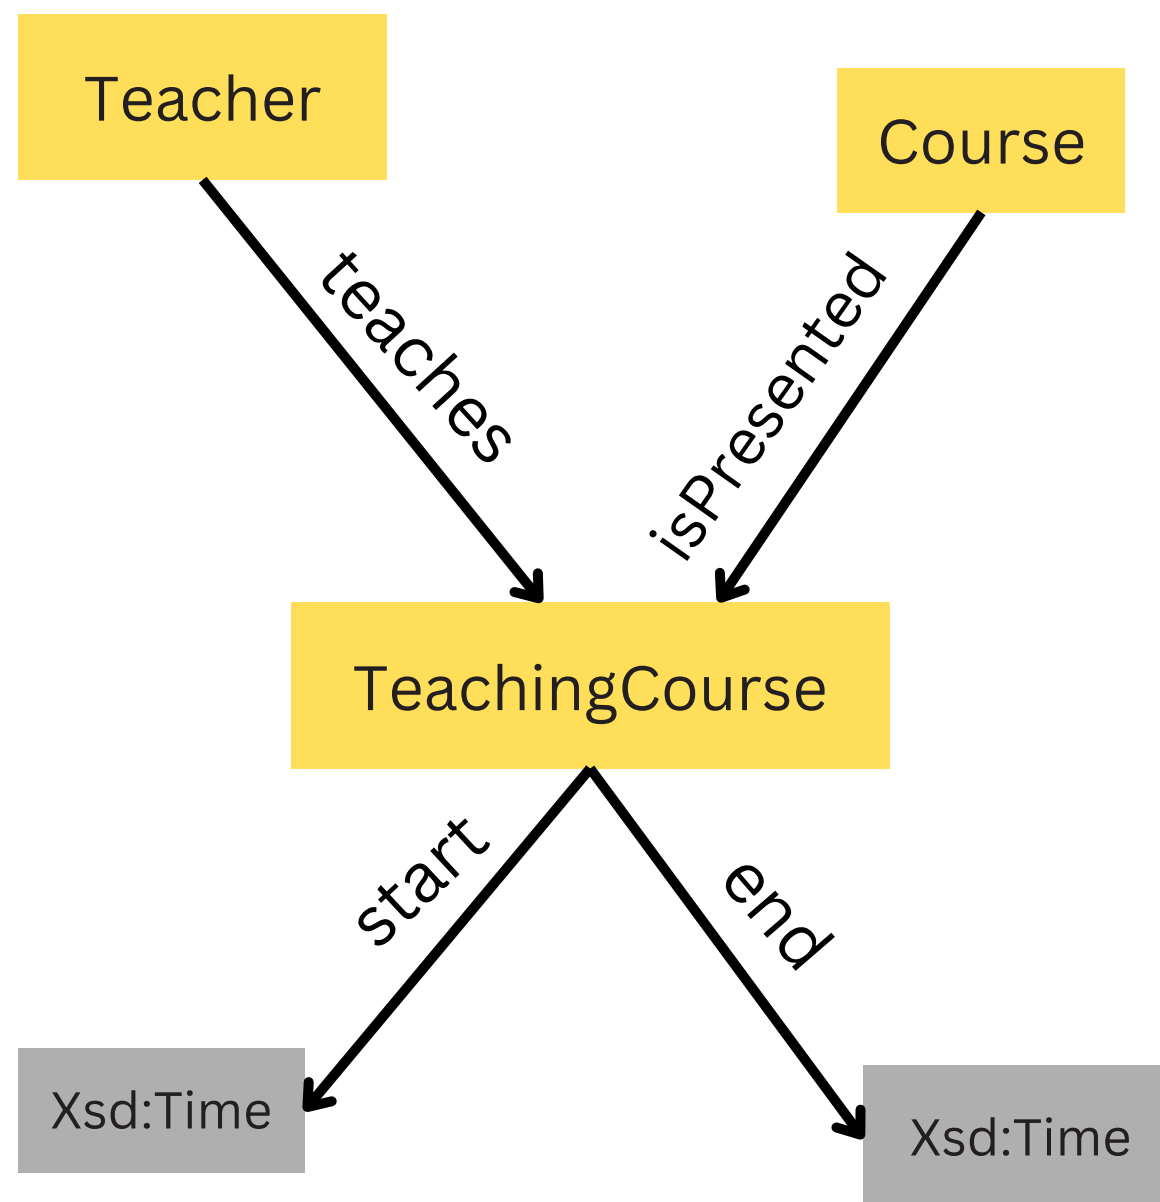 Teacher
Course
teaches
isPresented
TeachingCourse
start
end
Xsd:Time
Xsd:Time